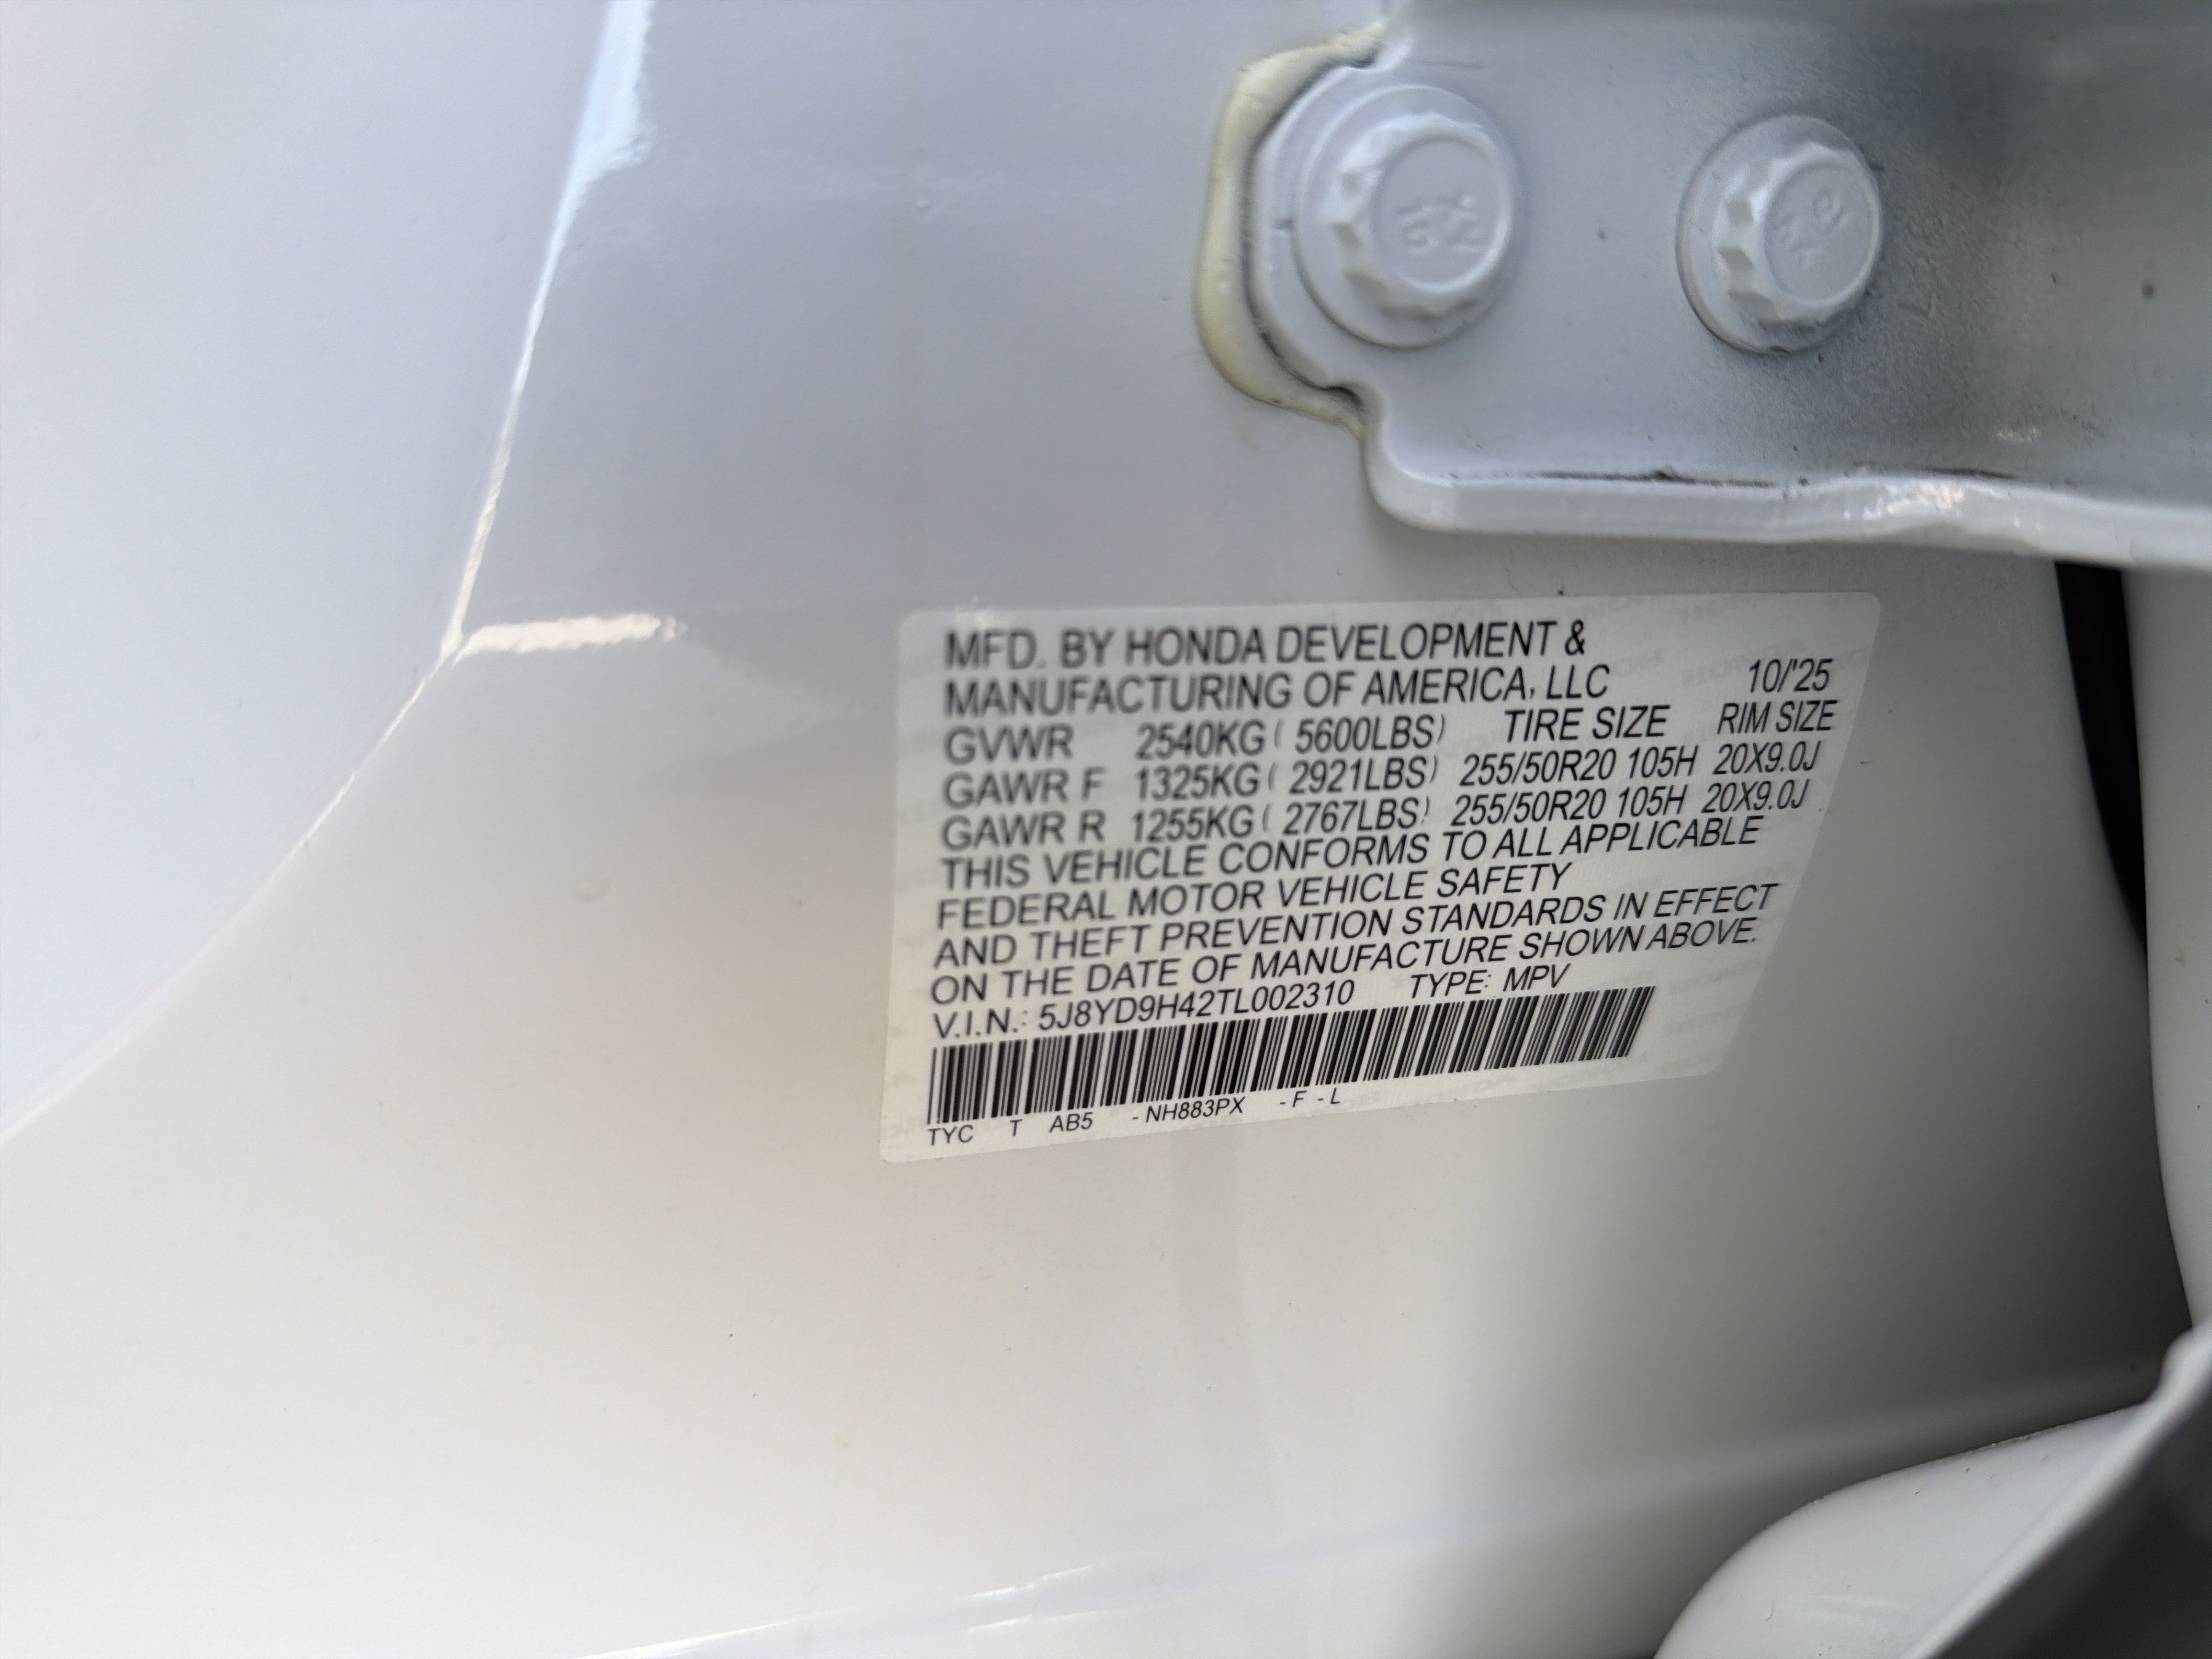 MFD. BY HONDA DEVELOPMENT &
MANUFACTURING OF AMERICA, LLC 10/'25
GVWR 2540KG ( 5600LBS) TIRE SIZE RIM SIZE
GAWR F 1325KG ( 2921LBS) 255/50R20 105H 20X9.0J
GAWR R 1255KG ( 2767LBS) 255/50R20 105H 20X9.0J
THIS VEHICLE CONFORMS TO ALL APPLICABLE
FEDERAL MOTOR VEHICLE SAFETY
AND THEFT PREVENTION STANDARDS IN EFFECT
ON THE DATE OF MANUFACTURE SHOWN ABOVE.
V.I.N.: 5J8YD9H42TL002310 TYPE: MPV
TYC T AB5 - NH883PX - F - L